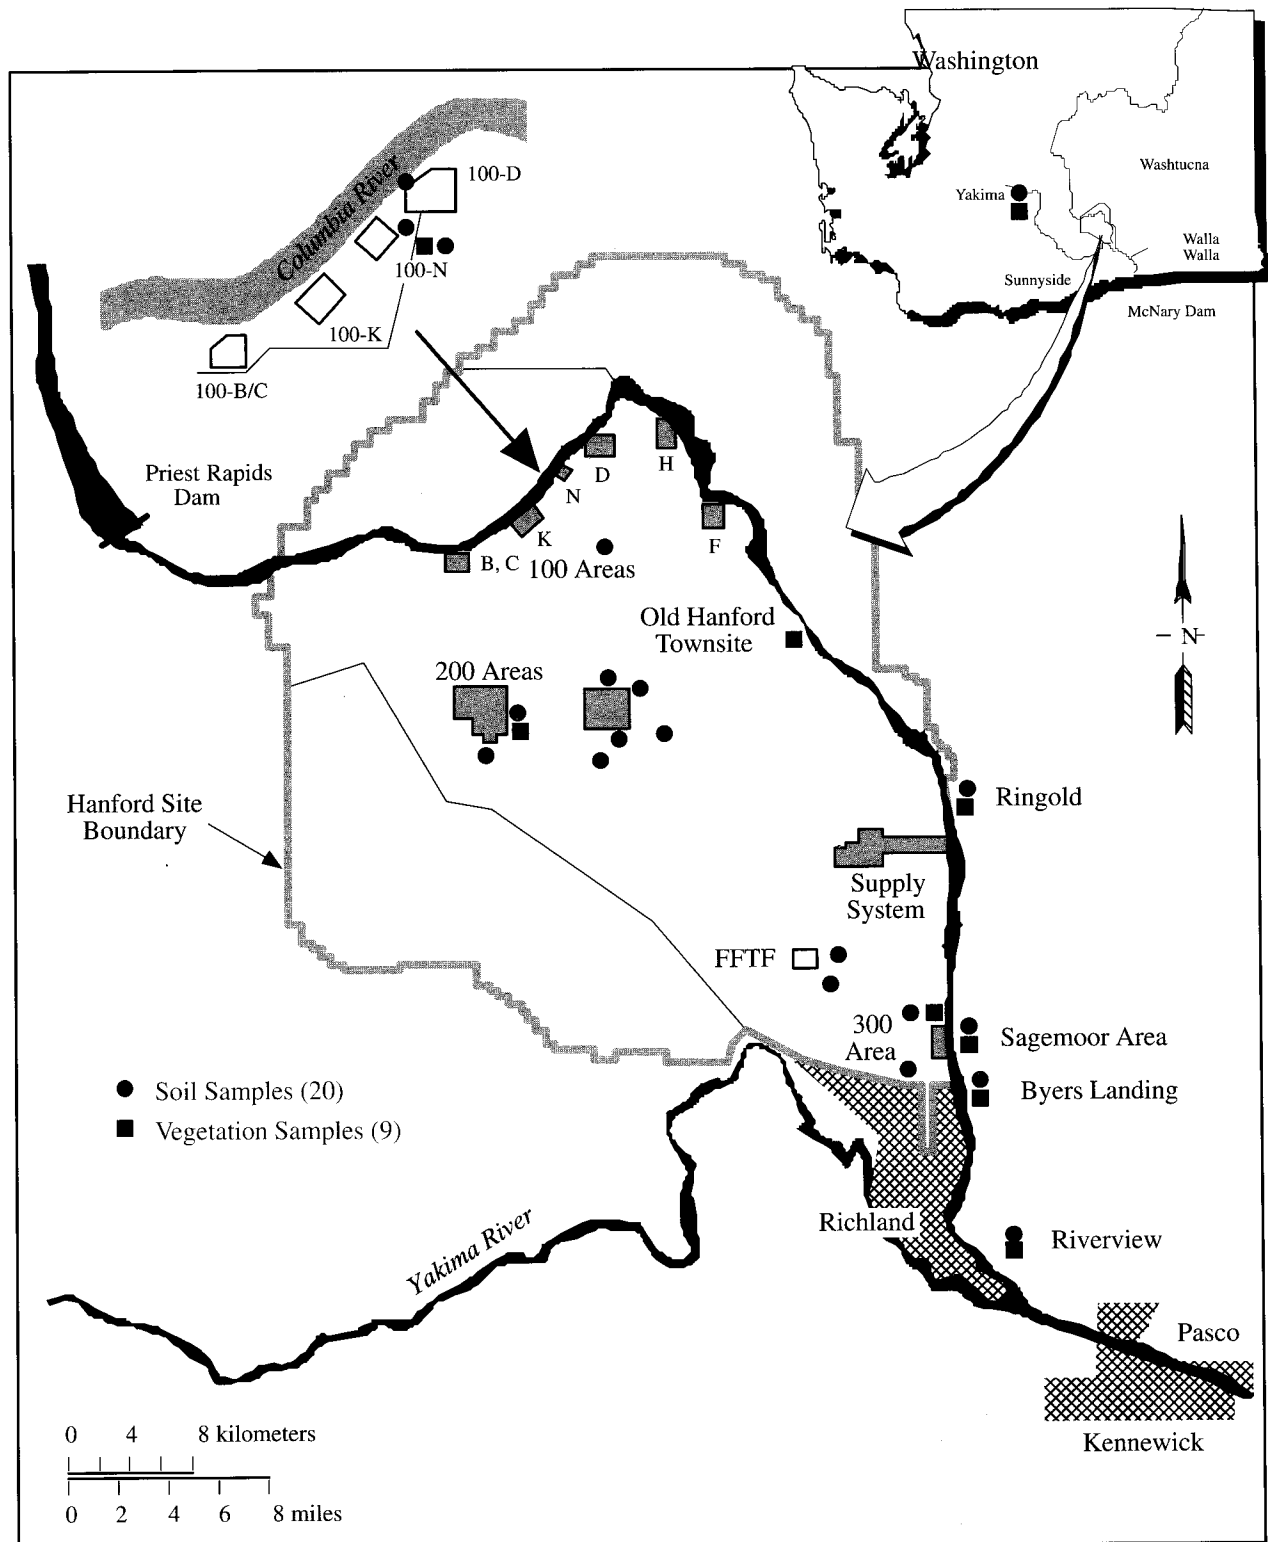 Washington
Washtucna
Yakima
Walla
Walla
Sunnyside
McNary Dam
Columbia River
100-D
100-N
100-K
100-B/C
Priest Rapids
Dam
D
H
N
K
F
B, C
100 Areas
Old Hanford
Townsite
N
200 Areas
Hanford Site
Boundary
Ringold
Supply
System
FFTF
300
Area
Sagemoor Area
Byers Landing
Soil Samples (20)
Vegetation Samples (9)
Richland
Yakima River
Riverview
Pasco
Kennewick
0 4 8 kilometers
0 2 4 6 8 miles